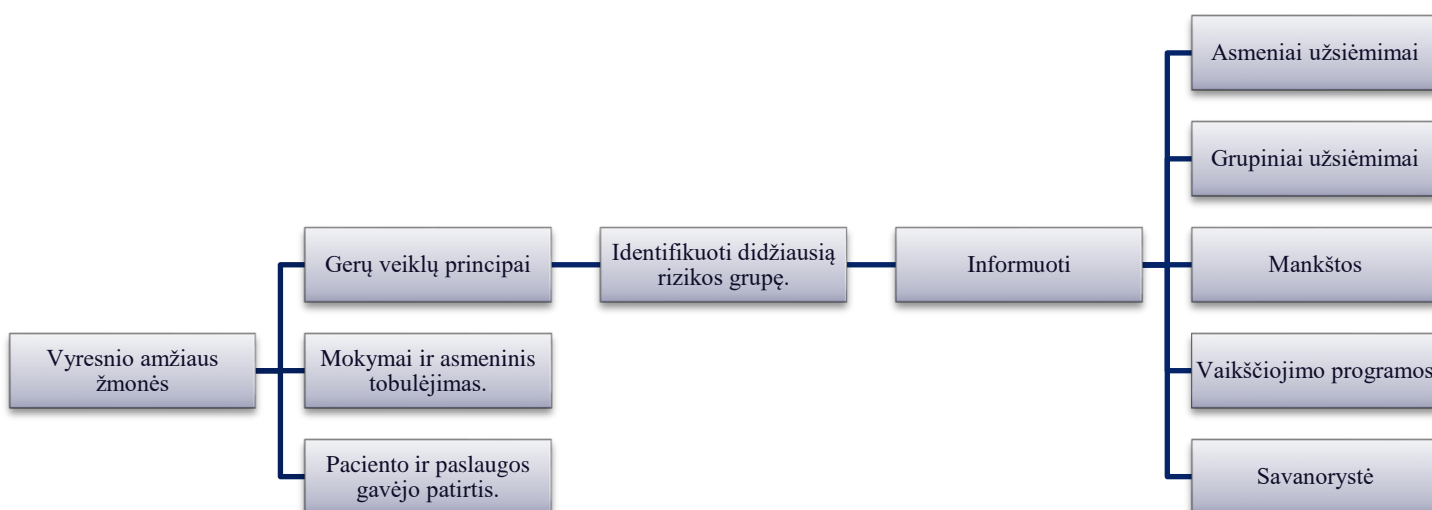 Vyresnio amžiaus
žmonės
Gerų veiklų principai
Mokymai ir asmeninis
tobulėjimas.
Paciento ir paslaugos
gavėjo patirtis.
Identifikuoti didžiausią
rizikos grupę.
Informuoti
Asmeniai užsiėmimai
Grupiniai užsiėmimai
Mankštos
Vaikščiojimo programos
Savanorystė